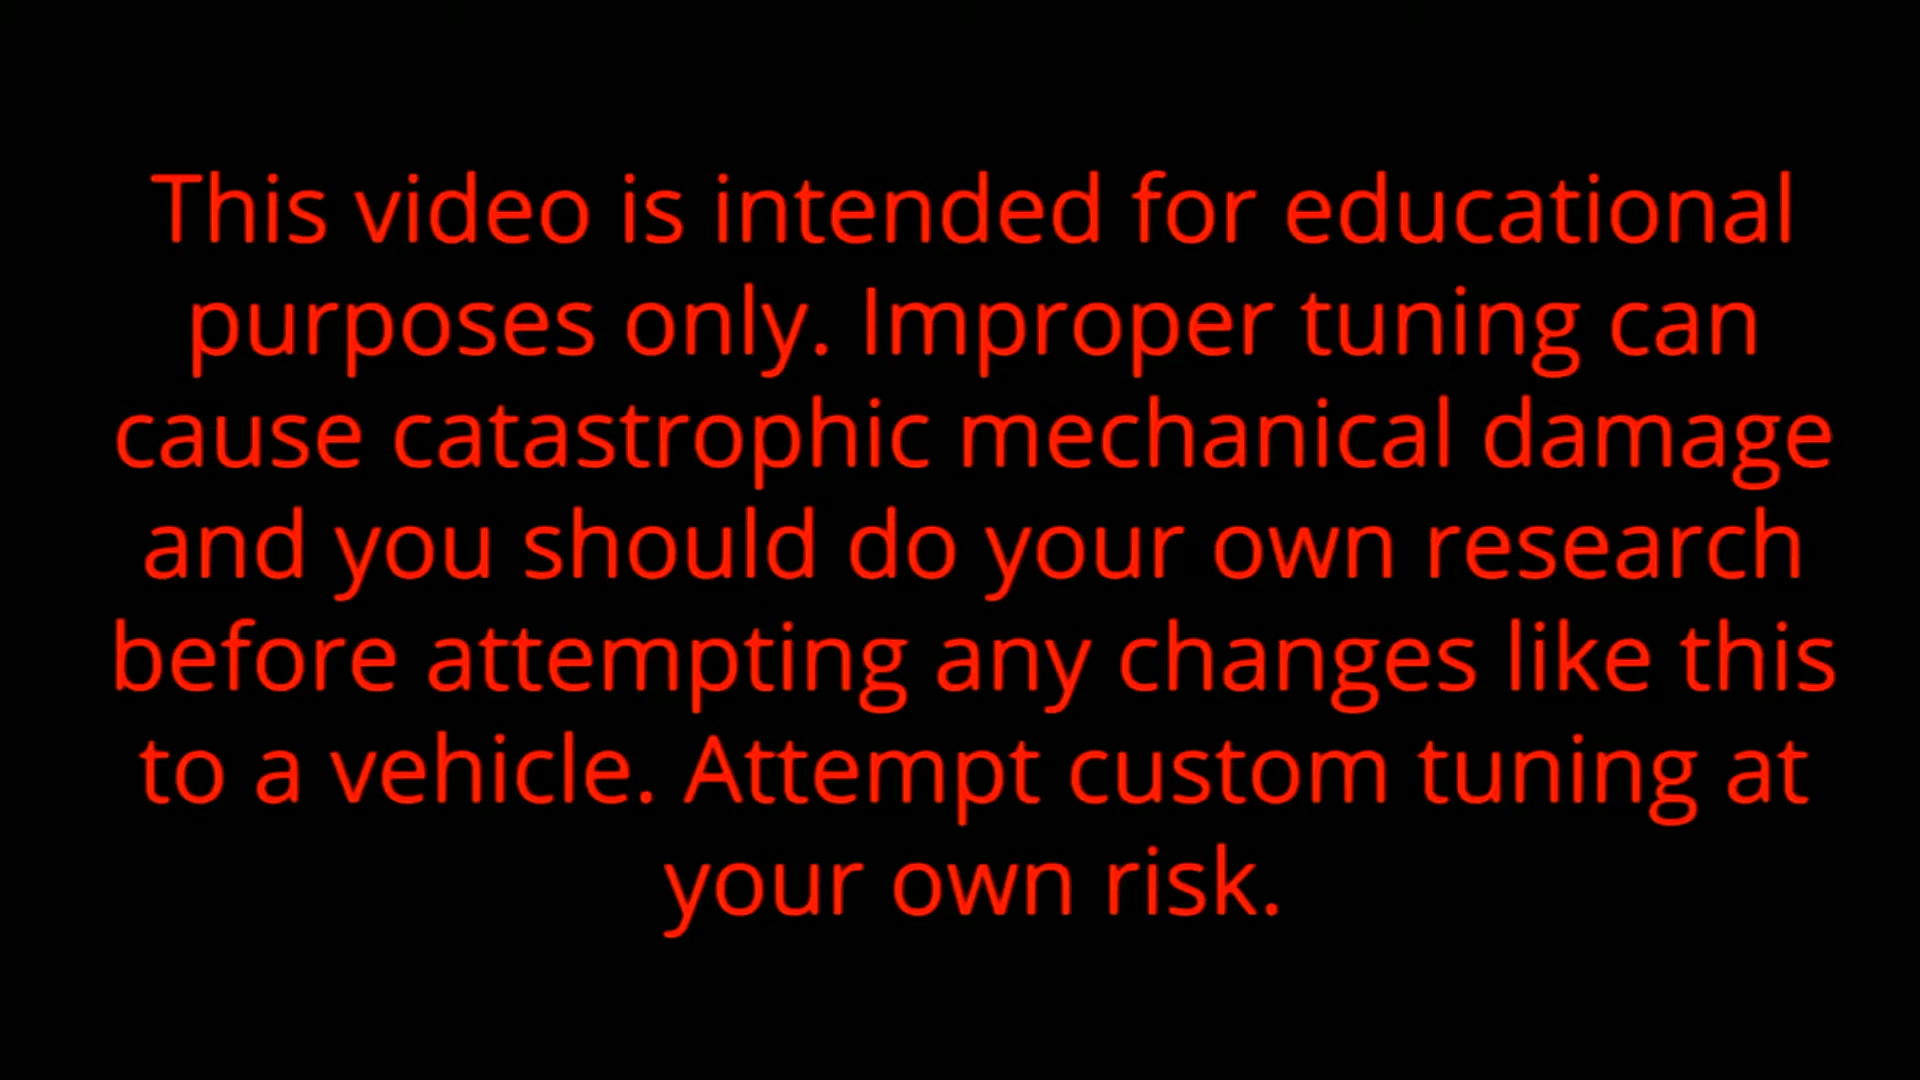 This video is intended for educational
purposes only. Improper tuning can
cause catastrophic mechanical damage
and you should do your own research
before attempting any changes like this
to a vehicle. Attempt custom tuning at
your own risk.